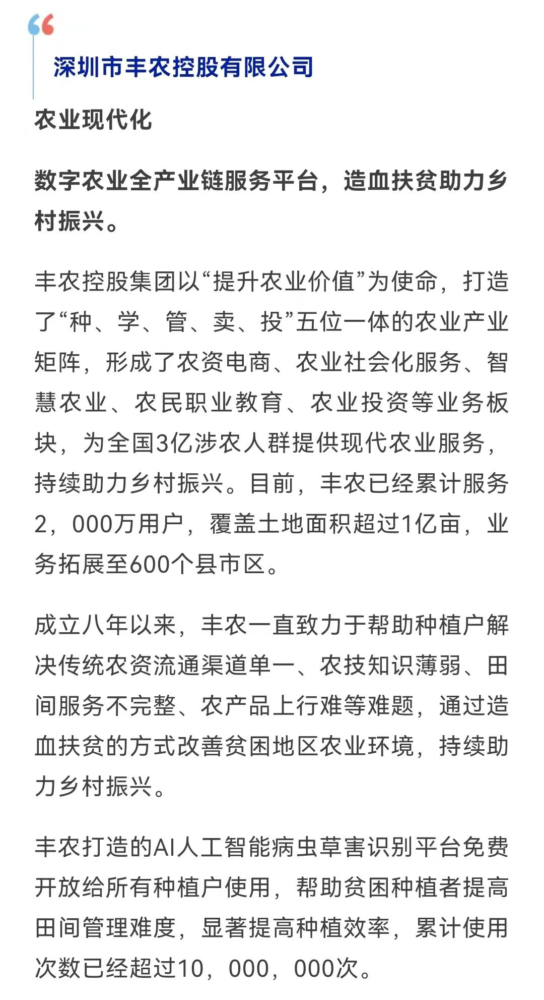 深圳市丰农控股有限公司
农业现代化
数字农业全产业链服务平台，造血扶贫助力乡
村振兴。
丰农控股集团以“提升农业价值”为使命，打造
了“种、学、管、卖、投”五位一体的农业产业
矩阵，形成了农资电商、农业社会化服务、智
慧农业、农民职业教育、农业投资等业务板
块，为全国3亿涉农人群提供现代农业服务，
持续助力乡村振兴。目前，丰农已经累计服务
2，000万用户，覆盖土地面积超过1亿亩，业
务拓展至600个县市区。
成立八年以来，丰农一直致力于帮助种植户解
决传统农资流通渠道单一、农技知识薄弱、田
间服务不完整、农产品上行难等难题，通过造
血扶贫的方式改善贫困地区农业环境，持续助
力乡村振兴。
丰农打造的AI人工智能病虫草害识别平台免费
开放给所有种植户使用，帮助贫困种植者提高
田间管理难度，显著提高种植效率，累计使用
次数已经超过10，000，000次。